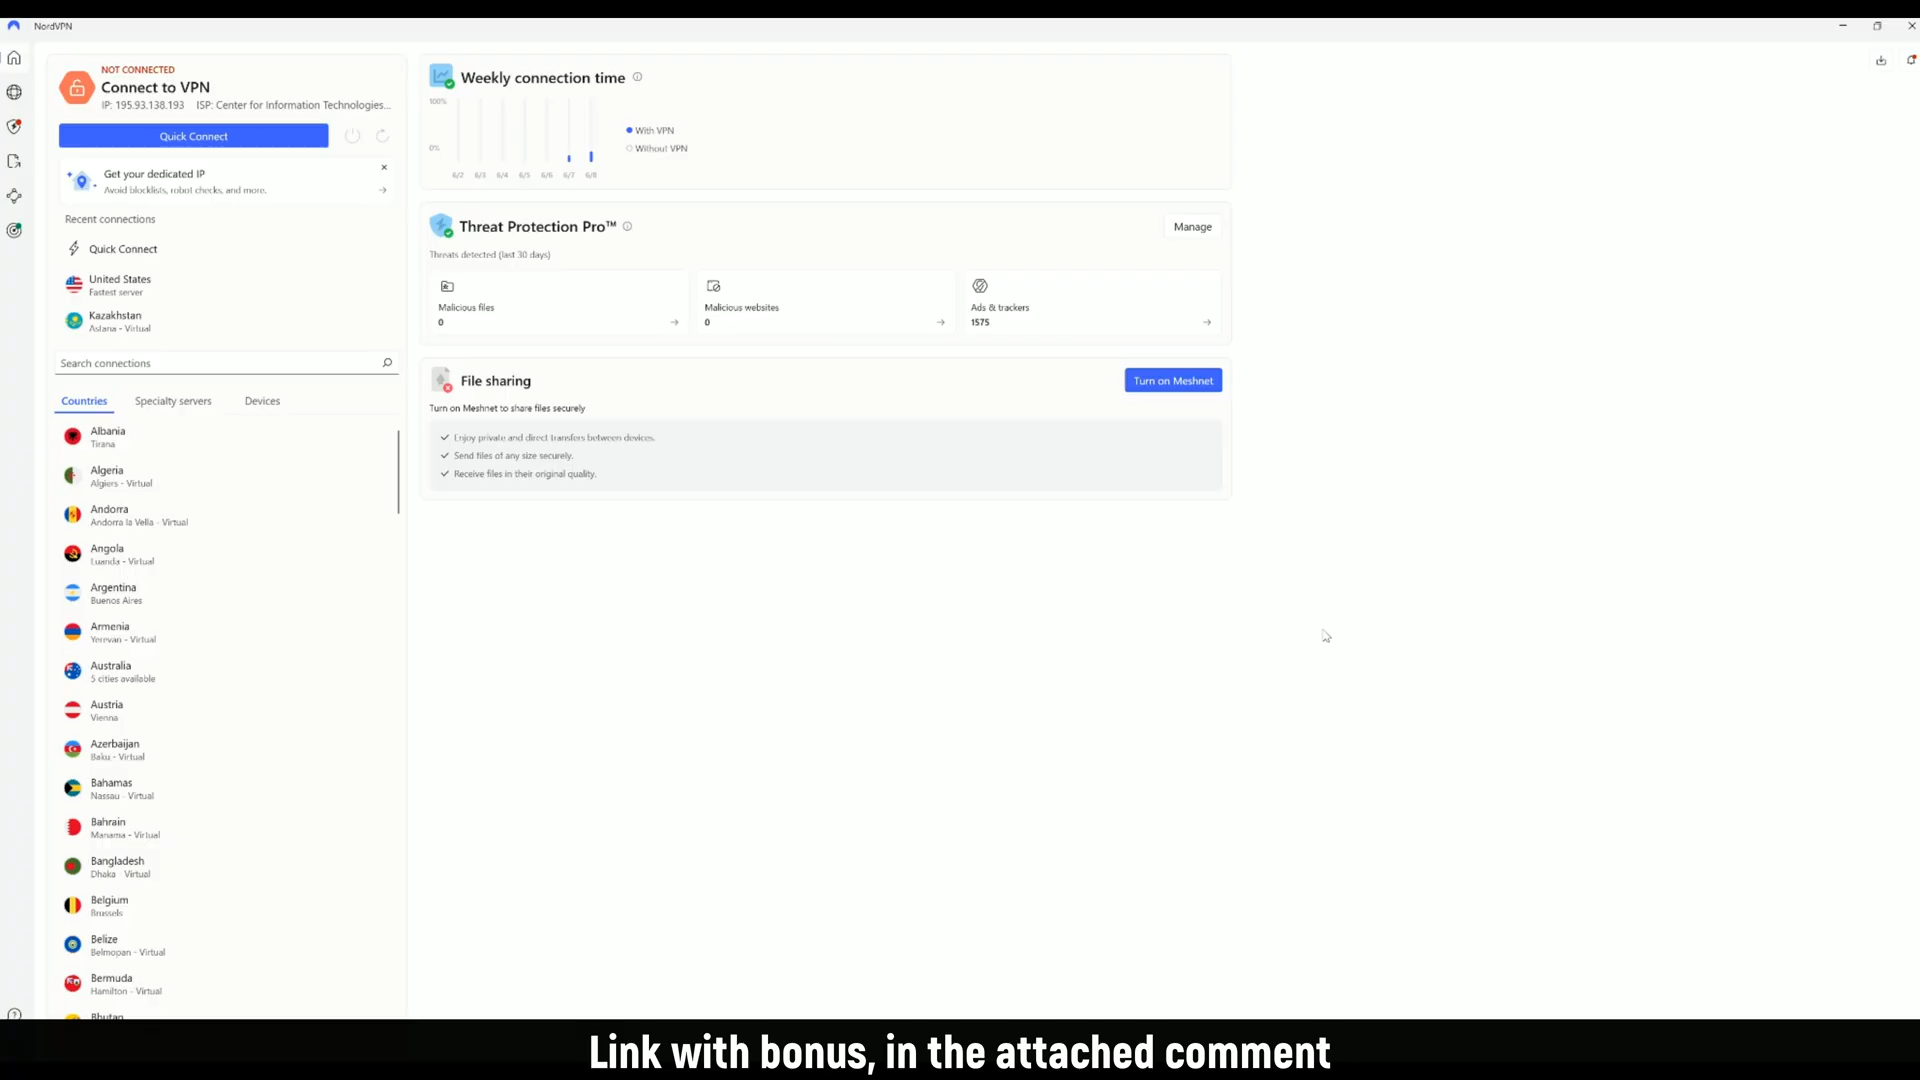 NordVPN
NOT CONNECTED
Connect to VPN
IP: 195.93.138.193 ISP: Center for Information Technologies...
Quick Connect
Get your dedicated IP
Avoid blocklists, robot checks, and more.
Recent connections
Quick Connect
United States
Fastest server
Kazakhstan
Astana - Virtual
Search connections
Countries Specialty servers Devices
Albania
Tirana
Algeria
Algiers - Virtual
Andorra
Andorra la Vella - Virtual
Angola
Luanda - Virtual
Argentina
Buenos Aires
Armenia
Yerevan - Virtual
Australia
5 cities available
Austria
Vienna
Azerbaijan
Baku - Virtual
Bahamas
Nassau - Virtual
Bahrain
Manama - Virtual
Bangladesh
Dhaka - Virtual
Belgium
Brussels
Belize
Belmopan - Virtual
Bermuda
Hamilton - Virtual
Bhutan
Weekly connection time
100%
0%
6/2 6/3 6/4 6/5 6/6 6/7 6/8
With VPN
Without VPN
Threat Protection Pro™
Manage
Threats detected (last 30 days)
Malicious files
0
Malicious websites
0
Ads & trackers
1575
File sharing
Turn on Meshnet
Turn on Meshnet to share files securely
Enjoy private and direct transfers between devices.
Send files of any size securely.
Receive files in their original quality.
Link with bonus, in the attached comment